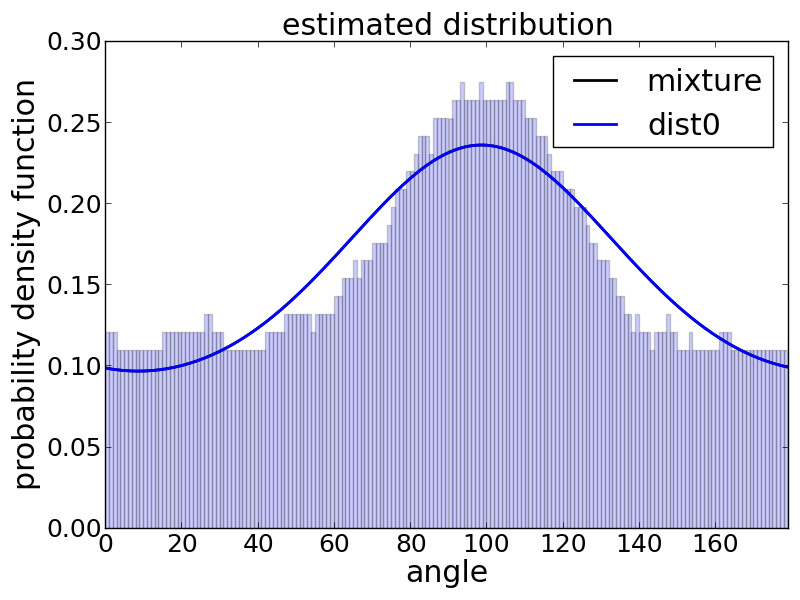 estimated distribution
0.30
0.25
0.20
0.15
0.10
0.05
0.00
probability density function
mixture
dist0
0 20 40 60 80 100 120 140 160
angle